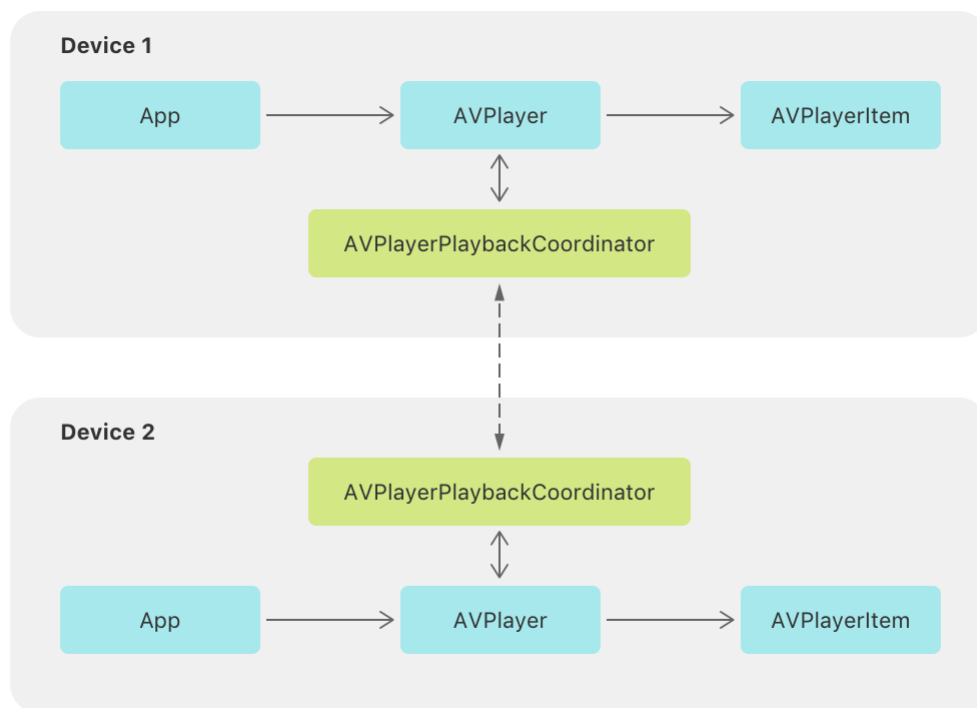 Device 1
App
AVPlayer
AVPlayerItem
AVPlayerPlaybackCoordinator
Device 2
AVPlayerPlaybackCoordinator
App
AVPlayer
AVPlayerItem